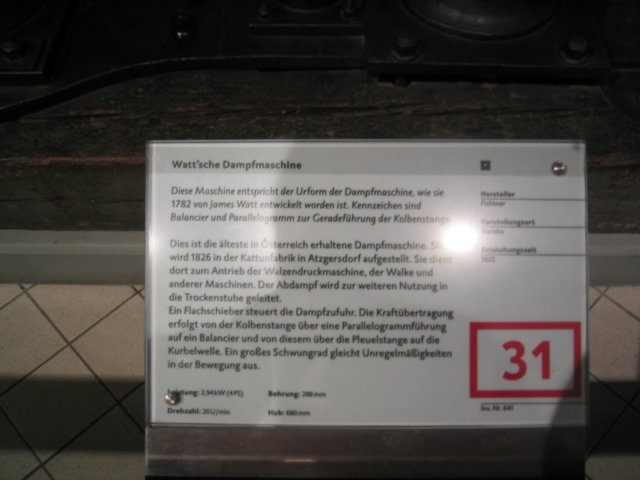 Watt'sche Dampfmaschine
Diese Maschine entspricht der Urform der Dampfmaschine, wie sie
1782 von James Watt entwickelt worden ist. Kennzeichen sind
Balancier und Parallelogramm zur Geradeführung der Kolbenstange.
Dies ist die älteste in Österreich erhaltene Dampfmaschine. Sie
wird 1826 in der Kattunfabrik in Atzgersdorf aufgestellt. Sie dient
dort zum Antrieb der Walzendruckmaschine, der Walke und
anderer Maschinen. Der Abdampf wird zur weiteren Nutzung in
die Trockenstube geleitet.
Ein Flachschieber steuert die Dampfzufuhr. Die Kraftübertragung
erfolgt von der Kolbenstange über eine Parallelogrammführung
auf ein Balancier und von diesem über die Pleuelstange auf die
Kurbelwelle. Ein großes Schwungrad gleicht Unregelmäßigkeiten
in der Bewegung aus.
Leistung: 2,94 kW (4 PS)
Bohrung: 288 mm
Drehzahl: 20 U/min
Hub: 680 mm
Hersteller
Fichtner
Herstellungsort
Entstehungszeit
1825
31
Inv. Nr. 641